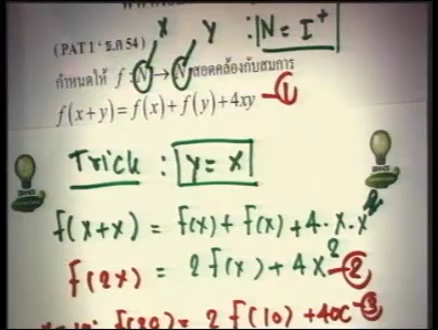 x y : N = I⁺
(PAT 1' ธ.ค 54)
กำหนดให้ f : N → N สอดคล้องกับสมการ
f(x+y) = f(x) + f(y) + 4xy —①
Trick : y = x
f(x+x) = f(x) + f(x) + 4·x·x
f(2x) = 2f(x) + 4x² —②
f(20) = 2f(10) + 400 —③